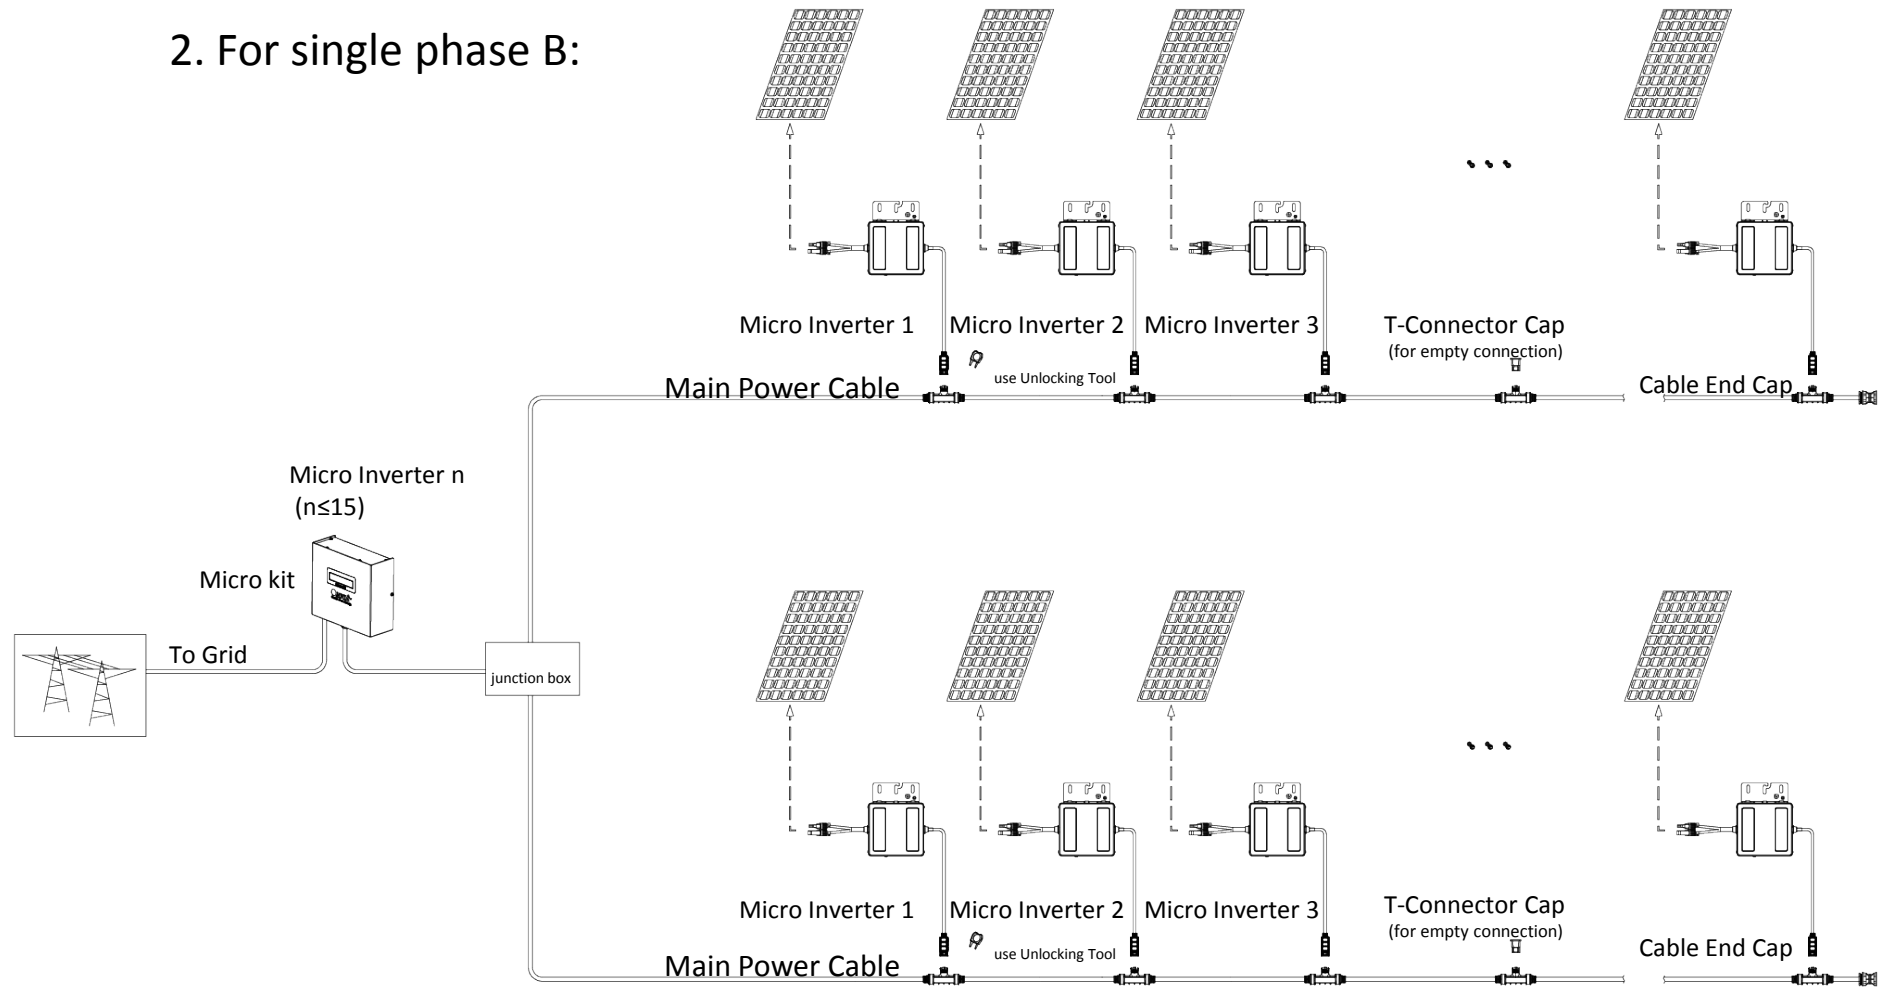 2. For single phase B:
Micro Inverter 1
Micro Inverter 2
Micro Inverter 3
T-Connector Cap
(for empty connection)
use Unlocking Tool
Main Power Cable
Cable End Cap
Micro Inverter n
(n≤15)
Micro kit
To Grid
junction box
Micro Inverter 1
Micro Inverter 2
Micro Inverter 3
T-Connector Cap
(for empty connection)
use Unlocking Tool
Main Power Cable
Cable End Cap